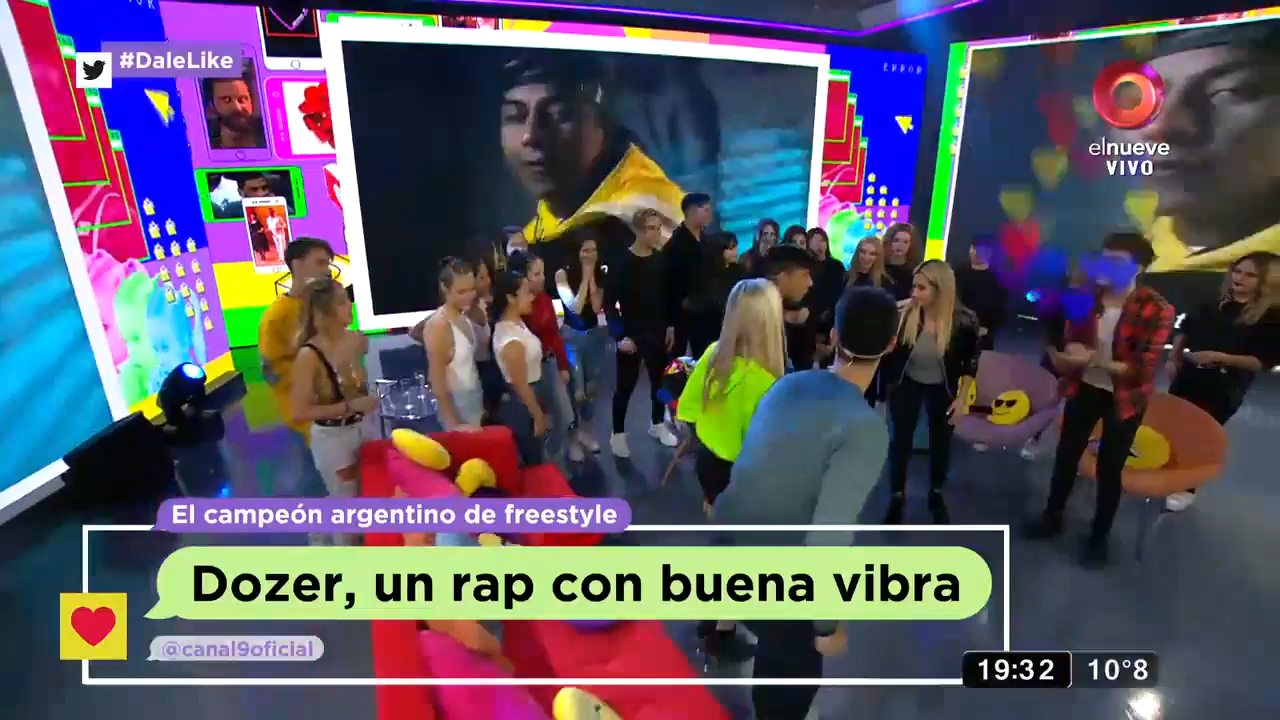 #DaleLike
ERROR
elnueve
VIVO
El campeón argentino de freestyle
Dozer, un rap con buena vibra
@canal9oficial
19:32 10°8